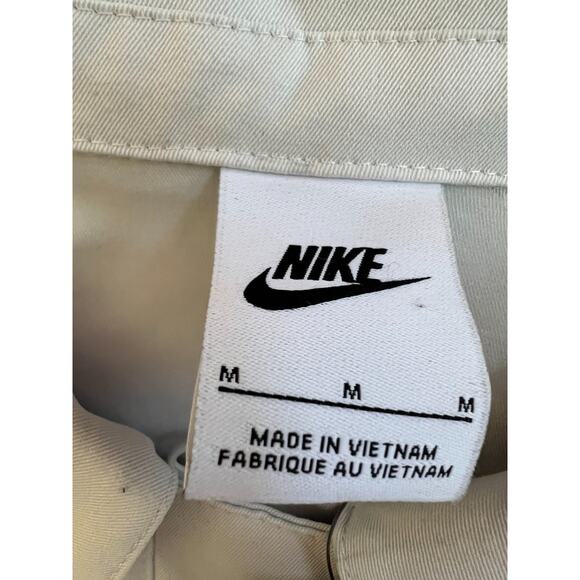 NIKE
M M M
MADE IN VIETNAM
FABRIQUE AU VIETNAM